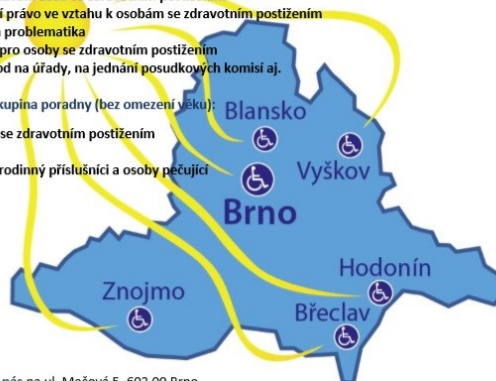 í právo ve vztahu k osobám se zdravotním postižením
problematika
pro osoby se zdravotním postižením
od na úřady, na jednání posudkových komisí aj.
kupina poradny (bez omezení věku):
se zdravotním postižením
rodinný příslušníci a osoby pečující
Blansko
Vyškov
Brno
Hodonín
Znojmo
Břeclav
nás na ul. Mečová 5, 602 00 Brno